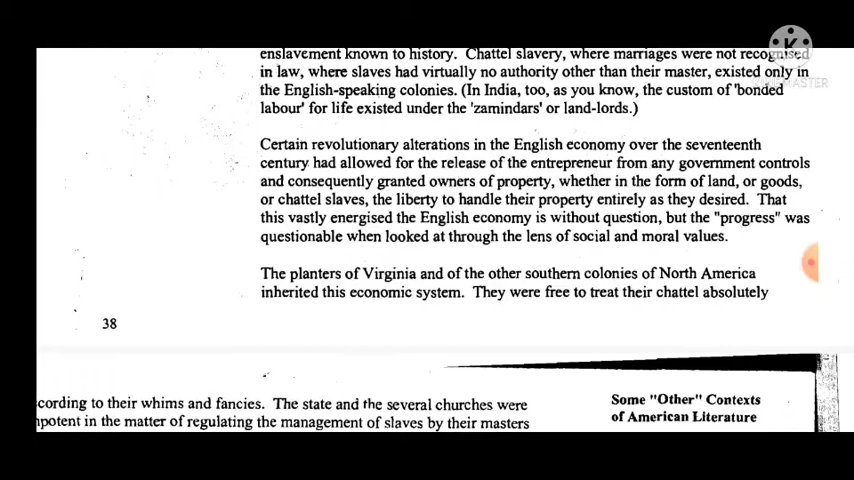 enslavement known to history. Chattel slavery, where marriages were not recognised
in law, where slaves had virtually no authority other than their master, existed only in
the English-speaking colonies. (In India, too, as you know, the custom of 'bonded
labour' for life existed under the 'zamindars' or land-lords.)
Certain revolutionary alterations in the English economy over the seventeenth
century had allowed for the release of the entrepreneur from any government controls
and consequently granted owners of property, whether in the form of land, or goods,
or chattel slaves, the liberty to handle their property entirely as they desired. That
this vastly energised the English economy is without question, but the "progress" was
questionable when looked at through the lens of social and moral values.
The planters of Virginia and of the other southern colonies of North America
inherited this economic system. They were free to treat their chattel absolutely
38
cording to their whims and fancies. The state and the several churches were
npotent in the matter of regulating the management of slaves by their masters
Some "Other" Contexts
of American Literature
K